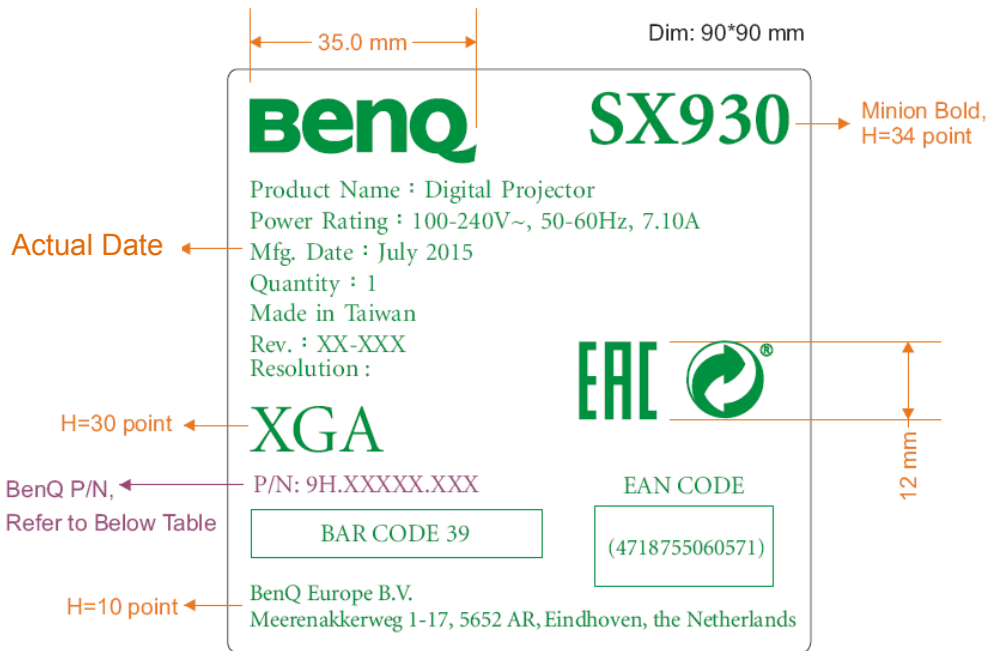 35.0 mm
Dim: 90*90 mm
BenQ
SX930
Minion Bold,
H=34 point
Product Name : Digital Projector
Power Rating : 100-240V~, 50-60Hz, 7.10A
Actual Date
Mfg. Date : July 2015
Quantity : 1
Made in Taiwan
Rev. : XX-XXX
Resolution :
EAC
®
12 mm
H=30 point
XGA
BenQ P/N,
Refer to Below Table
P/N: 9H.XXXXX.XXX
EAN CODE
BAR CODE 39
(4718755060571)
H=10 point
BenQ Europe B.V.
Meerenakkerweg 1-17, 5652 AR, Eindhoven, the Netherlands